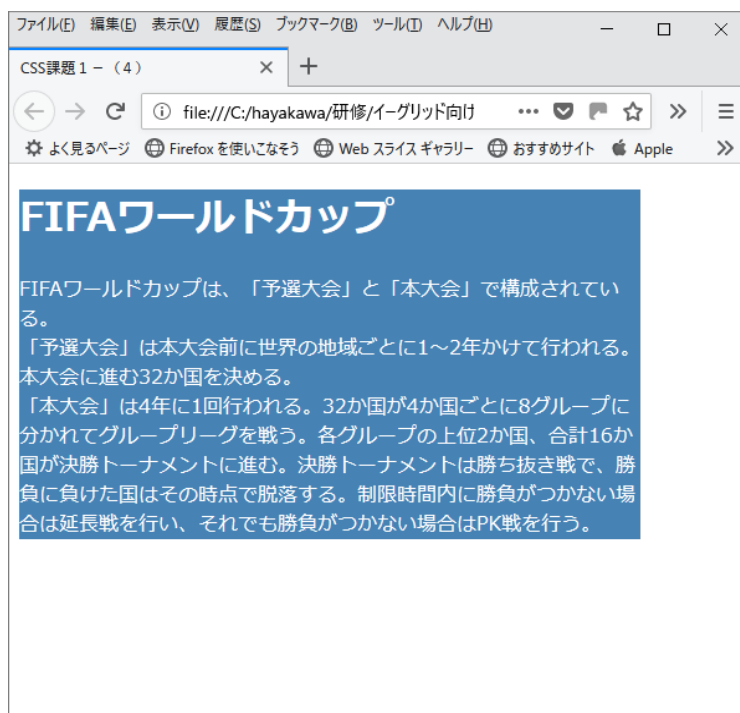 ファイル(F) 編集(E) 表示(V) 履歴(S) ブックマーク(B) ツール(T) ヘルプ(H)
CSS課題1－（4）
file:///C:/hayakawa/研修/イーグリッド向け
よく見るページ Firefox を使いこなそう Web スライス ギャラリー おすすめサイト Apple
FIFAワールドカップ
FIFAワールドカップは、「予選大会」と「本大会」で構成されてい
る。
「予選大会」は本大会前に世界の地域ごとに1～2年かけて行われる。
本大会に進む32か国を決める。
「本大会」は4年に1回行われる。32か国が4か国ごとに8グループに
分かれてグループリーグを戦う。各グループの上位2か国、合計16か
国が決勝トーナメントに進む。決勝トーナメントは勝ち抜き戦で、勝
負に負けた国はその時点で脱落する。制限時間内に勝負がつかない場
合は延長戦を行い、それでも勝負がつかない場合はPK戦を行う。